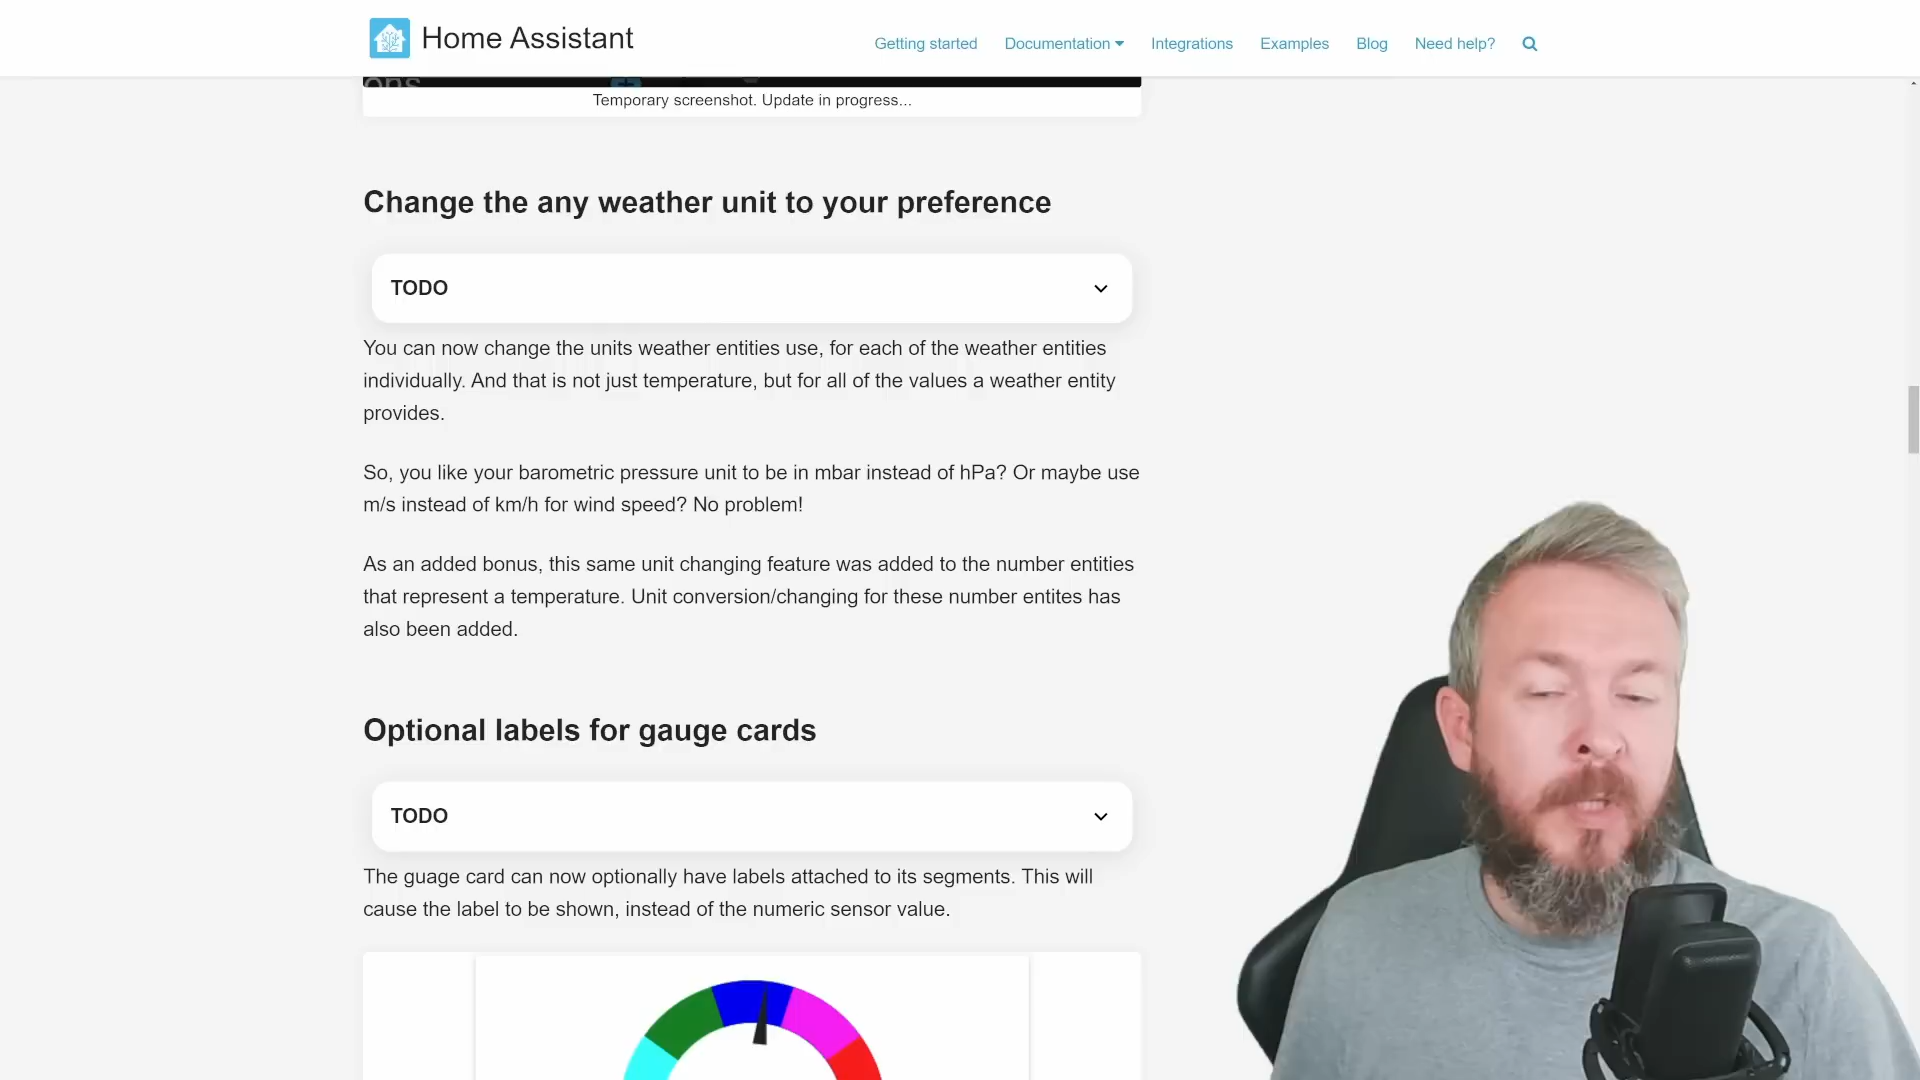 Home Assistant
Getting started
Documentation
Integrations
Examples
Blog
Need help?
ons
Temporary screenshot. Update in progress...
Change the any weather unit to your preference
TODO
You can now change the units weather entities use, for each of the weather entities
individually. And that is not just temperature, but for all of the values a weather entity
provides.
So, you like your barometric pressure unit to be in mbar instead of hPa? Or maybe use
m/s instead of km/h for wind speed? No problem!
As an added bonus, this same unit changing feature was added to the number entities
that represent a temperature. Unit conversion/changing for these number entites has
also been added.
Optional labels for gauge cards
TODO
The guage card can now optionally have labels attached to its segments. This will
cause the label to be shown, instead of the numeric sensor value.